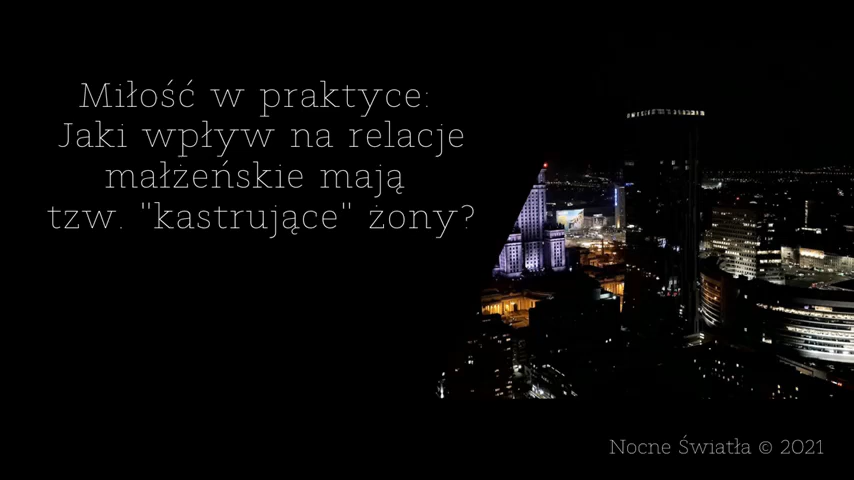 Miłość w praktyce:
Jaki wpływ na relacje
małżeńskie mają
tzw. "kastrujące" żony?
Nocne Światła © 2021